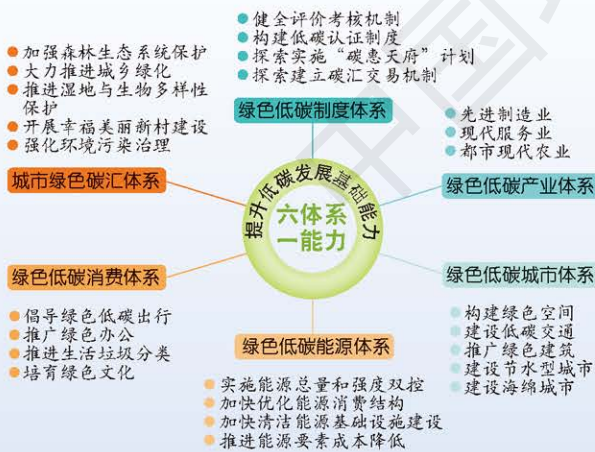 健全评价考核机制
构建低碳认证制度
探索实施“碳惠天府”计划
探索建立碳汇交易机制
绿色低碳制度体系
加强森林生态系统保护
大力推进城乡绿化
推进湿地与生物多样性
保护
开展幸福美丽新村建设
强化环境污染治理
城市绿色碳汇体系
先进制造业
现代服务业
都市现代农业
绿色低碳产业体系
提升低碳发展基础能力
六体系
一能力
绿色低碳消费体系
倡导绿色低碳出行
推广绿色办公
推进生活垃圾分类
培育绿色文化
绿色低碳城市体系
构建绿色空间
建设低碳交通
推广绿色建筑
建设节水型城市
建设海绵城市
绿色低碳能源体系
实施能源总量和强度双控
加快优化能源消费结构
加快清洁能源基础设施建设
推进能源要素成本降低